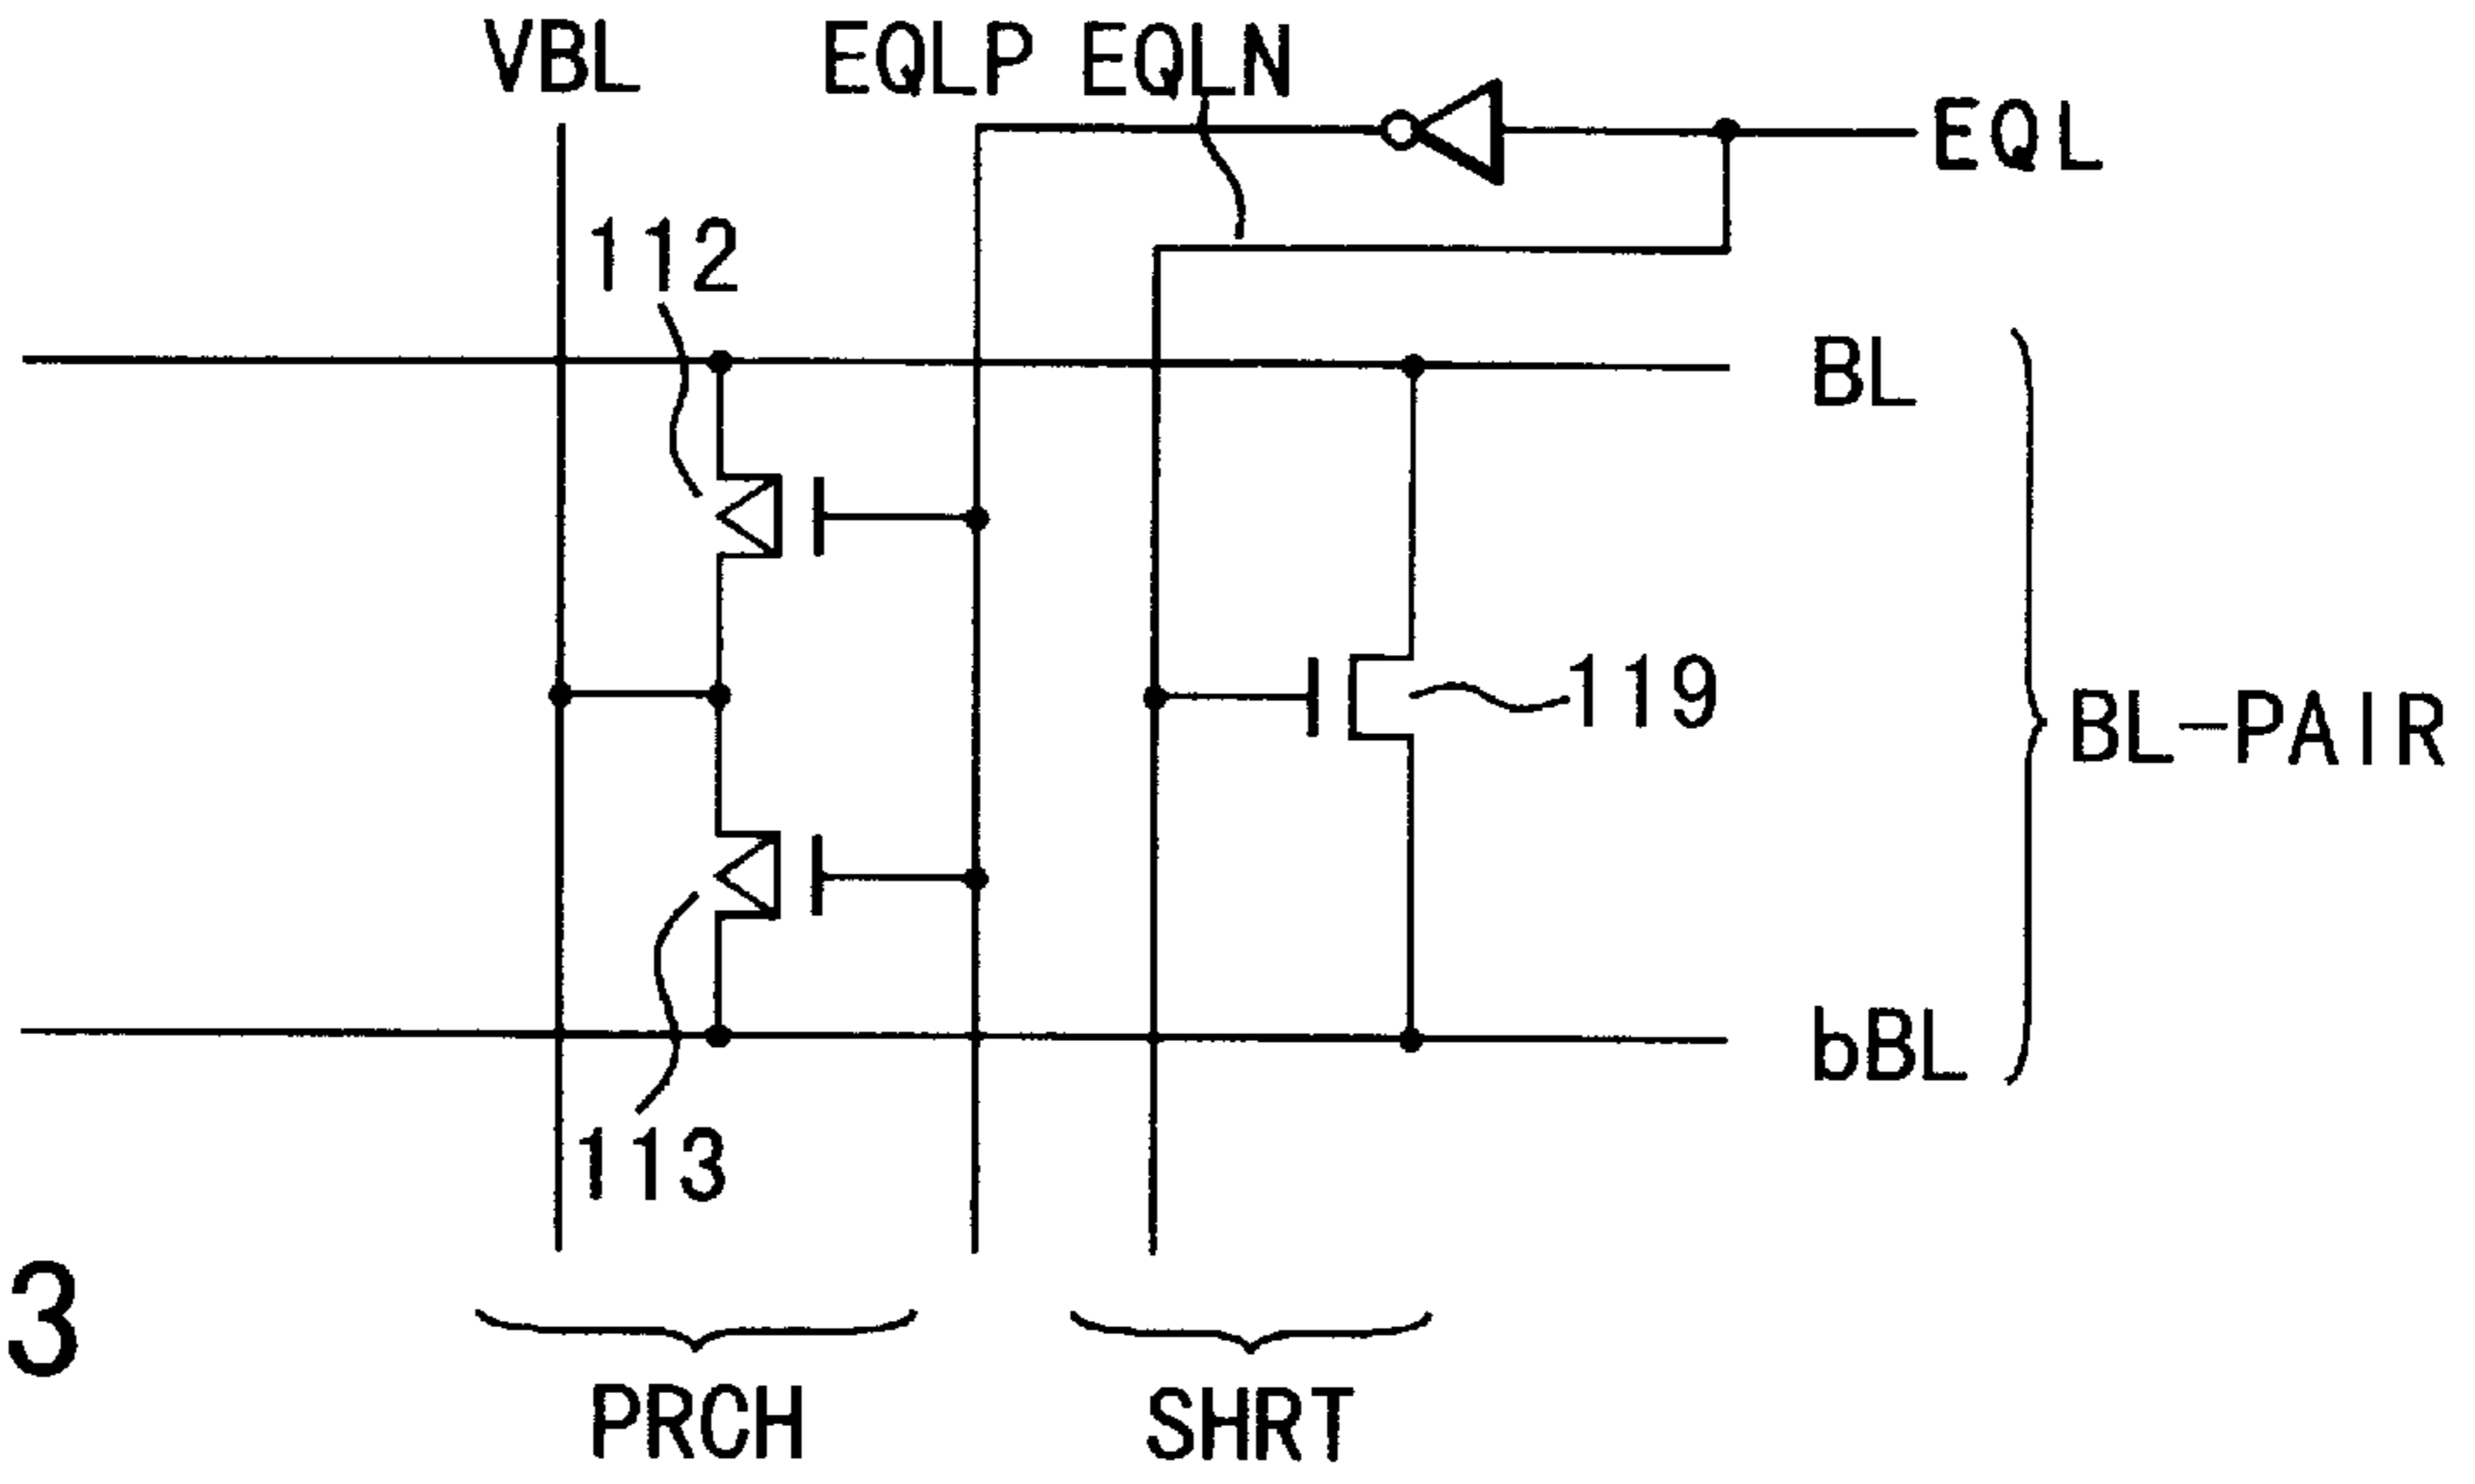 VBL EQLP EQLN
EQL
112
BL
119
BL-PAIR
bBL
113
3
PRCH SHRT